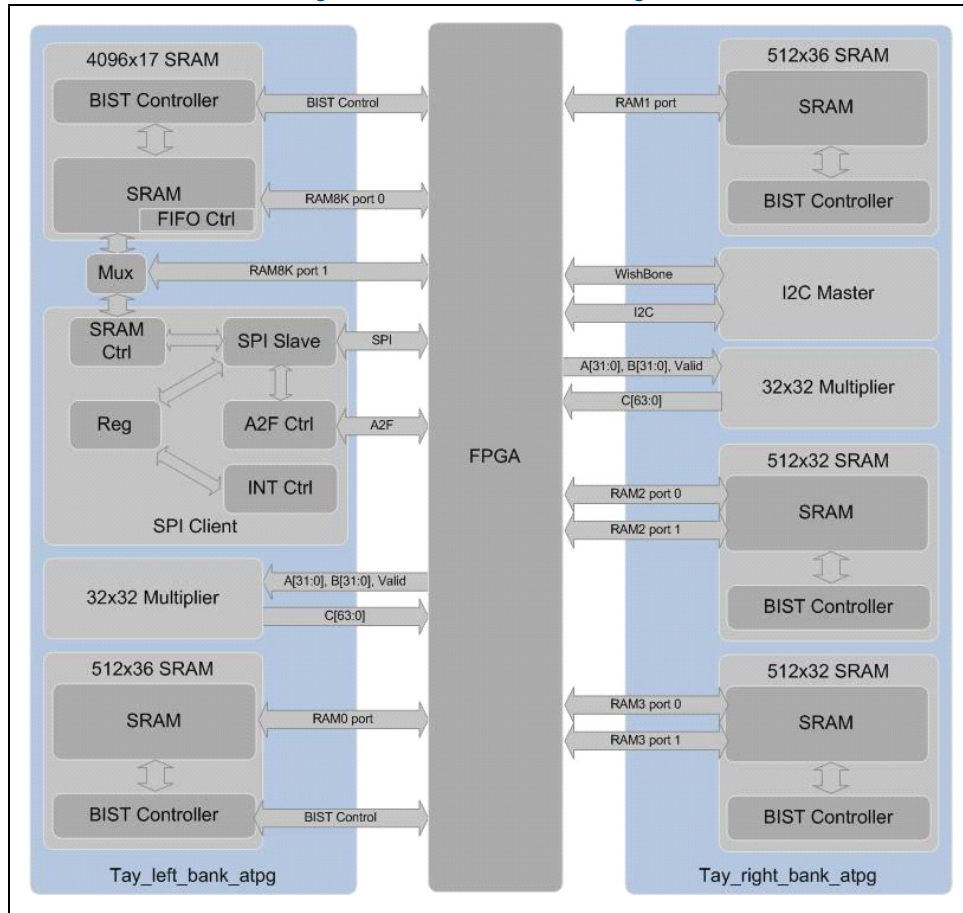 4096x17 SRAM
BIST Controller
BIST Control
SRAM
FIFO Ctrl
RAM8K port 0
Mux
RAM8K port 1
SRAM
Ctrl
SPI Slave
SPI
Reg
A2F Ctrl
A2F
INT Ctrl
SPI Client
32x32 Multiplier
A[31:0], B[31:0], Valid
C[63:0]
512x36 SRAM
SRAM
RAM0 port
BIST Controller
BIST Control
Tay_left_bank_atpg
FPGA
512x36 SRAM
RAM1 port
SRAM
BIST Controller
WishBone
I2C
I2C Master
A[31:0], B[31:0], Valid
C[63:0]
32x32 Multiplier
512x32 SRAM
RAM2 port 0
RAM2 port 1
SRAM
BIST Controller
512x32 SRAM
RAM3 port 0
RAM3 port 1
SRAM
BIST Controller
Tay_right_bank_atpg